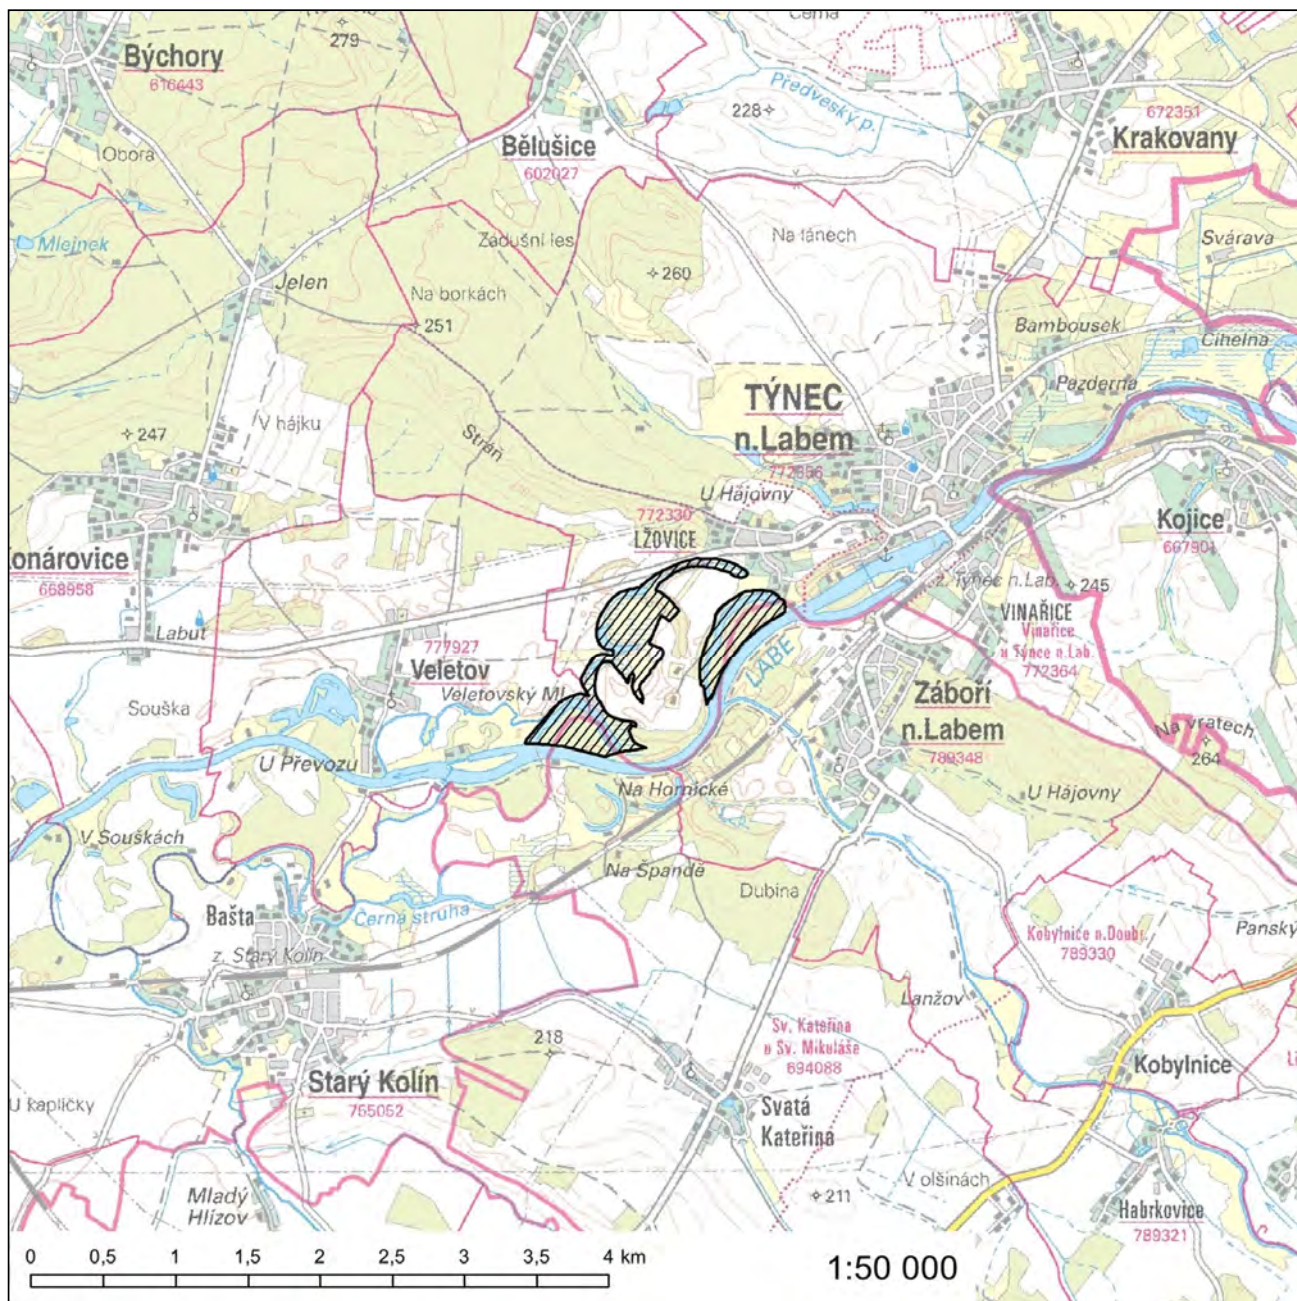 279
Černá
Býchory
616443
Předveský p.
228
672351
Krakovany
Obora
Bělušice
602027
Mlejnek
Zádušní les
Na lánech
Svárava
Jelen
Na borkách
260
251
Bambousek
Cihelna
Pazderna
TÝNEC
n.Labem
772356
V hájku
247
Stráň
U Hájovny
772330
LŽOVICE
Kojice
667901
onárovice
668958
z. Týnec n.Lab.
245
Labuť
777927
Veletov
Veletovský Ml.
LABE
VINAŘICE
Vinařice
u Týnce n.Lab.
772364
Souška
Záboří
n.Labem
789348
Na vratech
264
U Převozu
Na Hornické
U Hájovny
V Souškách
Na Špandě
Dubina
Bašta
Černá struha
Kobylnice n.Doubr.
789330
Panský
z. Starý Kolín
Lanžov
218
Sv. Kateřina
u Sv. Mikuláše
694088
Starý Kolín
765052
Kobylnice
U kapličky
Svatá
Kateřina
Mladý
Hlízov
211
V olšinách
Habrkovice
789321
0 0,5 1 1,5 2 2,5 3 3,5 4 km
1:50 000